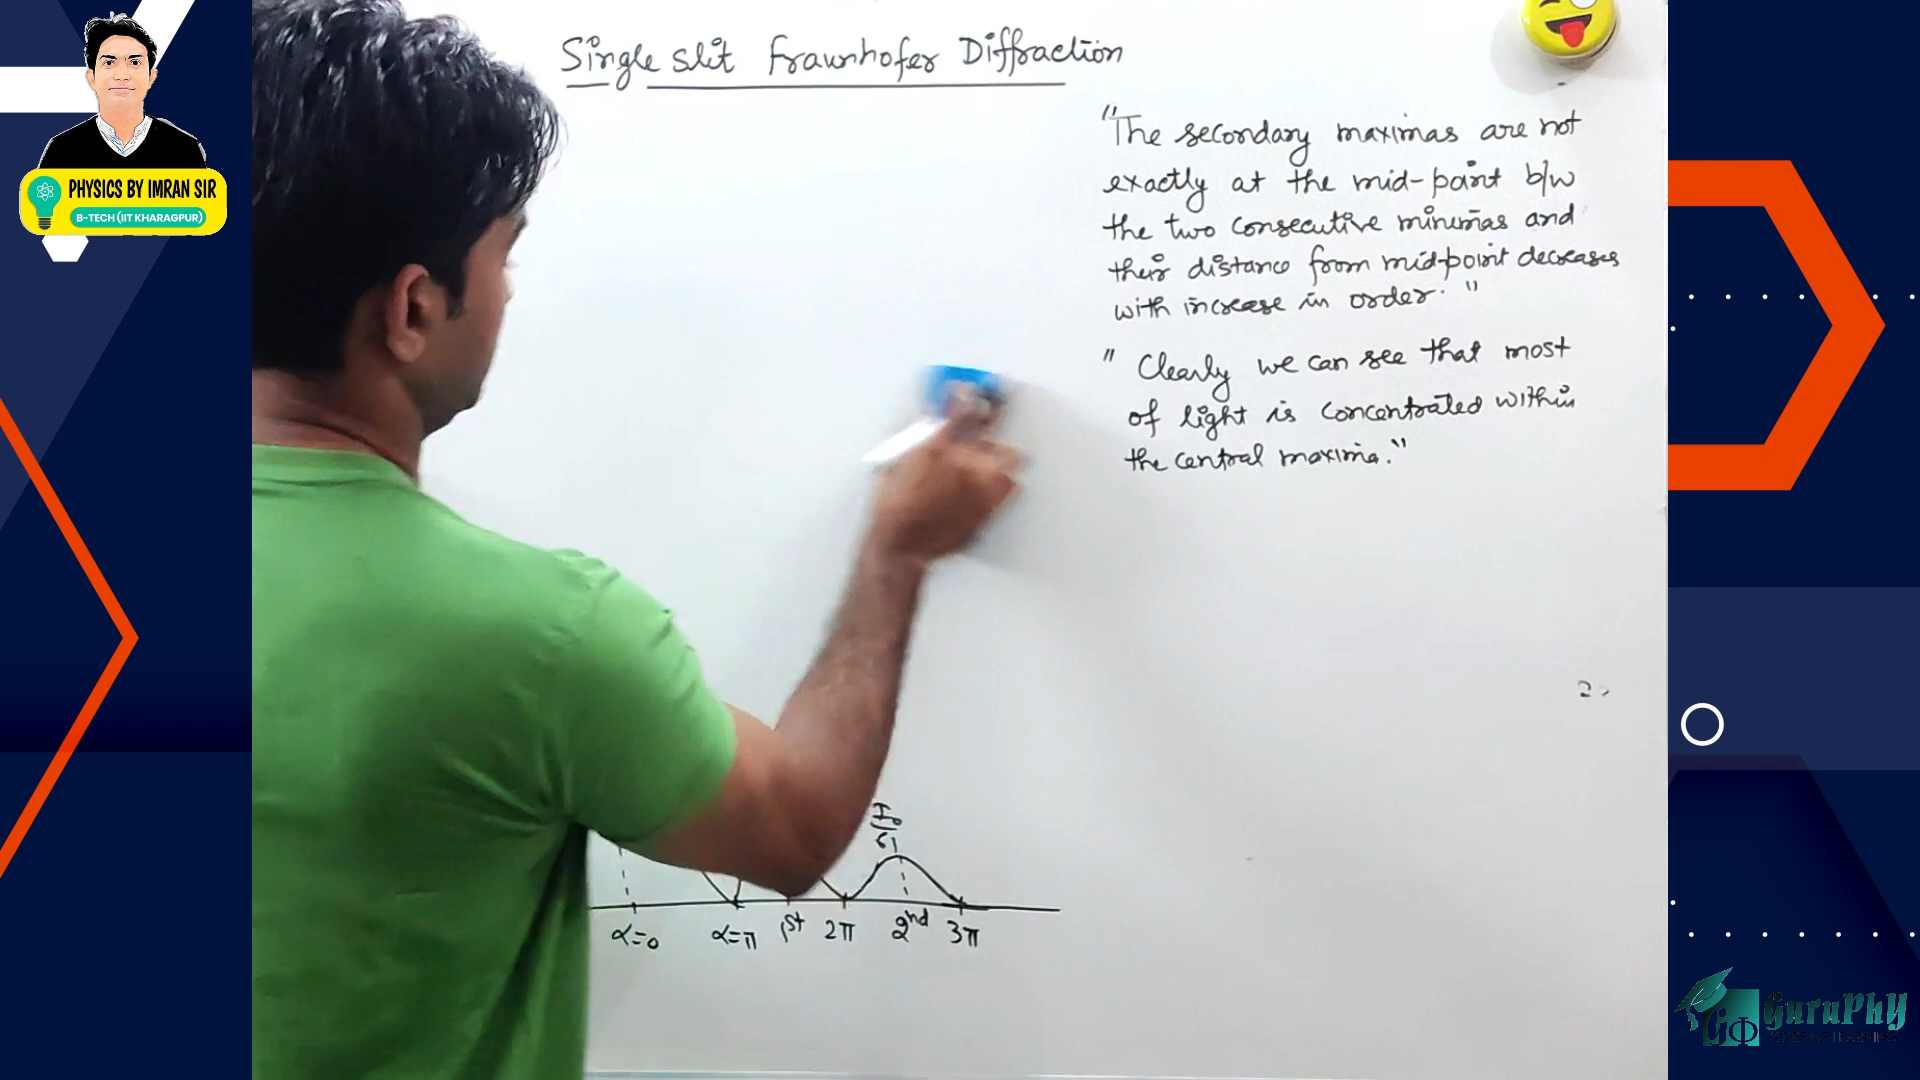 Single slit Fraunhofer Diffraction
"The secondary maximas are not
exactly at the mid-point b/w
the two consecutive minimas and
their distance from midpoint decreases
with increase in order."
" Clearly we can see that most
of light is concentrated within
the central maxima."
I₀
α=0 α=π 1st 2π 2nd 3π
PHYSICS BY IMRAN SIR
B-TECH (IIT KHARAGPUR)
GuruPhy